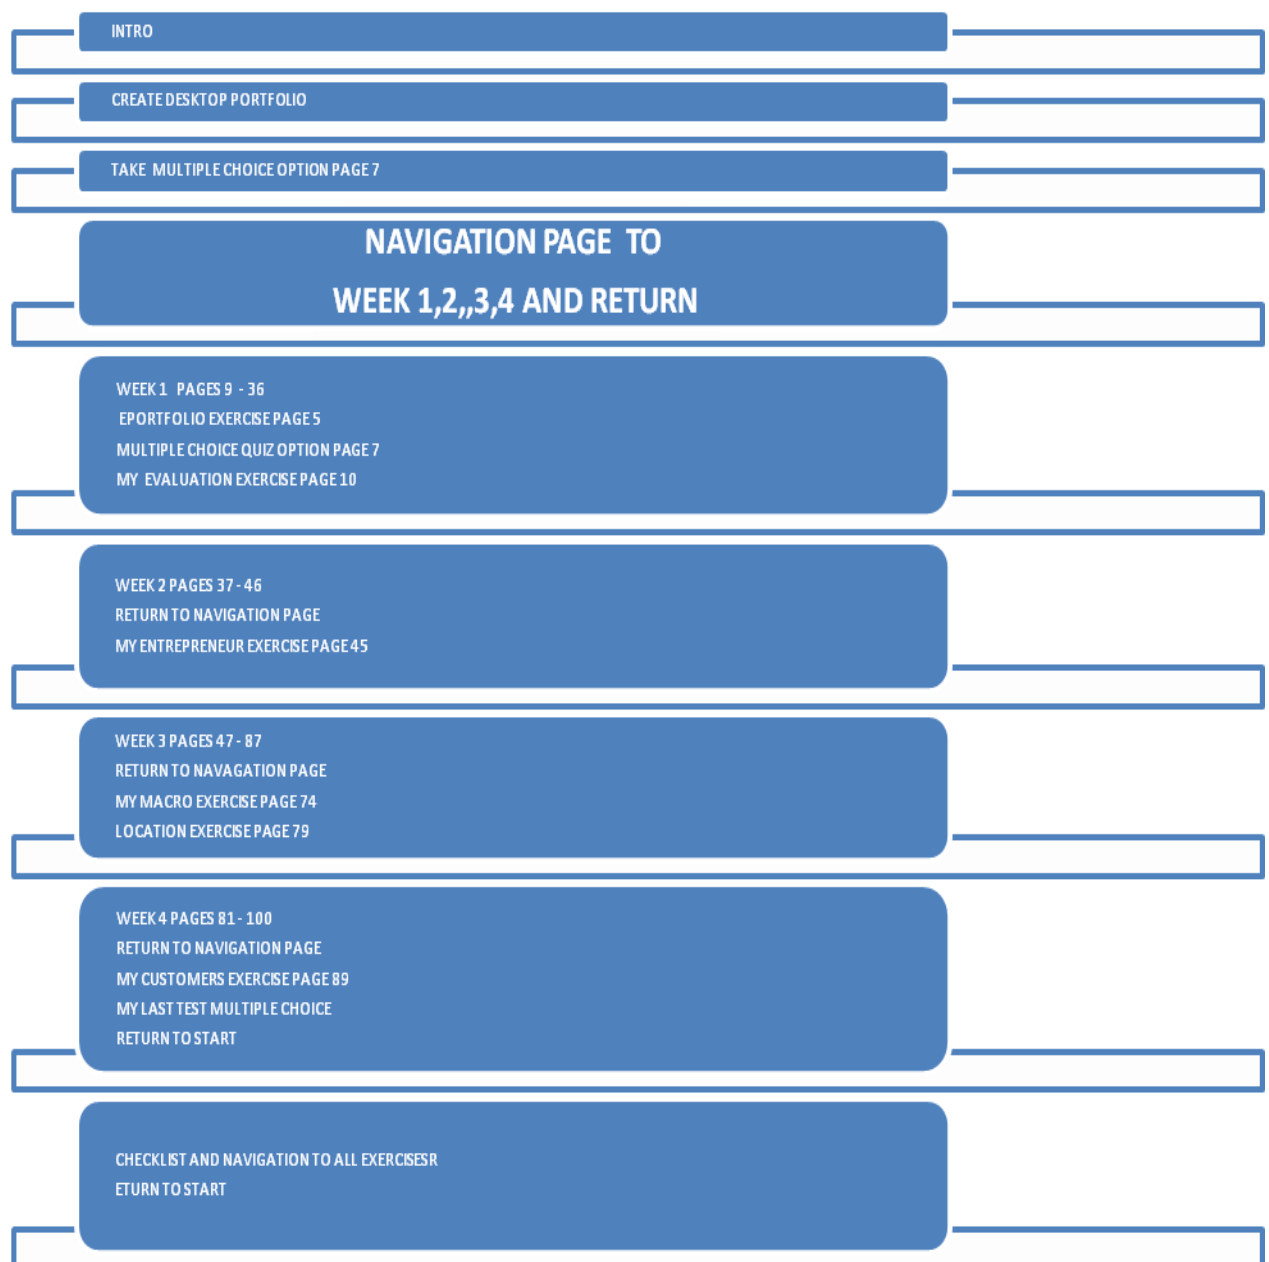 INTRO
CREATE DESKTOP PORTFOLIO
TAKE MULTIPLE CHOICE OPTION PAGE 7
NAVIGATION PAGE TO
WEEK 1,2,,3,4 AND RETURN
WEEK 1 PAGES 9 - 36
EPORTFOLIO EXERCISE PAGE 5
MULTIPLE CHOICE QUIZ OPTION PAGE 7
MY EVALUATION EXERCISE PAGE 10
WEEK 2 PAGES 37 - 46
RETURN TO NAVIGATION PAGE
MY ENTREPRENEUR EXERCISE PAGE 45
WEEK 3 PAGES 47 - 87
RETURN TO NAVAGATION PAGE
MY MACRO EXERCISE PAGE 74
LOCATION EXERCISE PAGE 79
WEEK 4 PAGES 81 - 100
RETURN TO NAVIGATION PAGE
MY CUSTOMERS EXERCISE PAGE 89
MY LAST TEST MULTIPLE CHOICE
RETURN TO START
CHECKLIST AND NAVIGATION TO ALL EXERCISESR
ETURN TO START